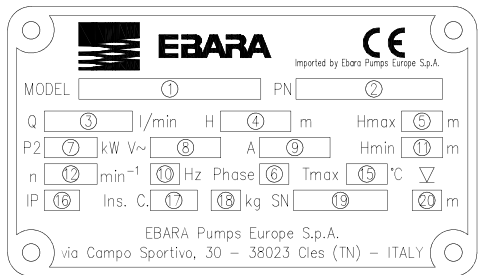 EBARA CE
Imported by Ebara Pumps Europe S.p.A.
MODEL ① PN ②
Q ③ l/min H ④ m Hmax ⑤ m
P2 ⑦ kW V~ ⑧ A ⑨ Hmin ⑪ m
n ⑫ min⁻¹ ⑩ Hz Phase ⑥ Tmax ⑮ °C
IP ⑯ Ins. C. ⑰ ⑱ kg SN ⑲ ⑳ m
EBARA Pumps Europe S.p.A.
via Campo Sportivo, 30 – 38023 Cles (TN) – ITALY